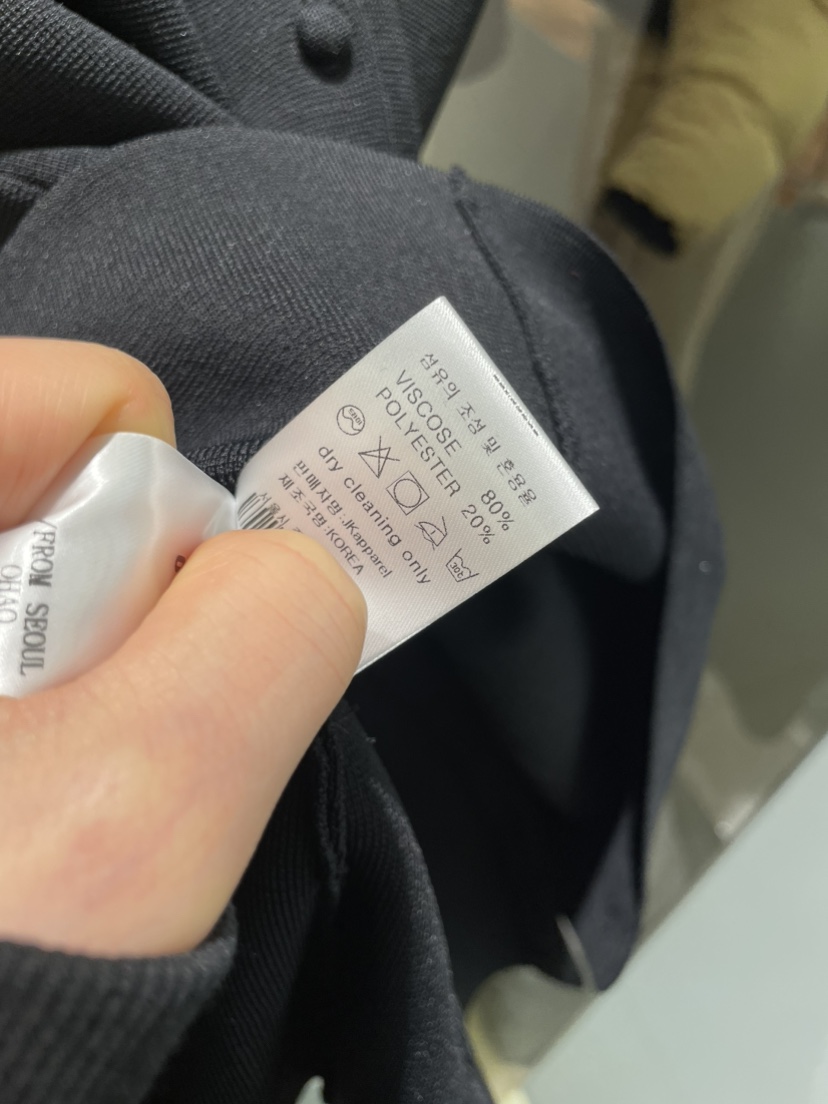 섬유의 조성 및 혼용율
VISCOSE 80%
POLYESTER 20%
dry cleaning only
판매자명:JKapparel
제조국명:KOREA
SEOUL